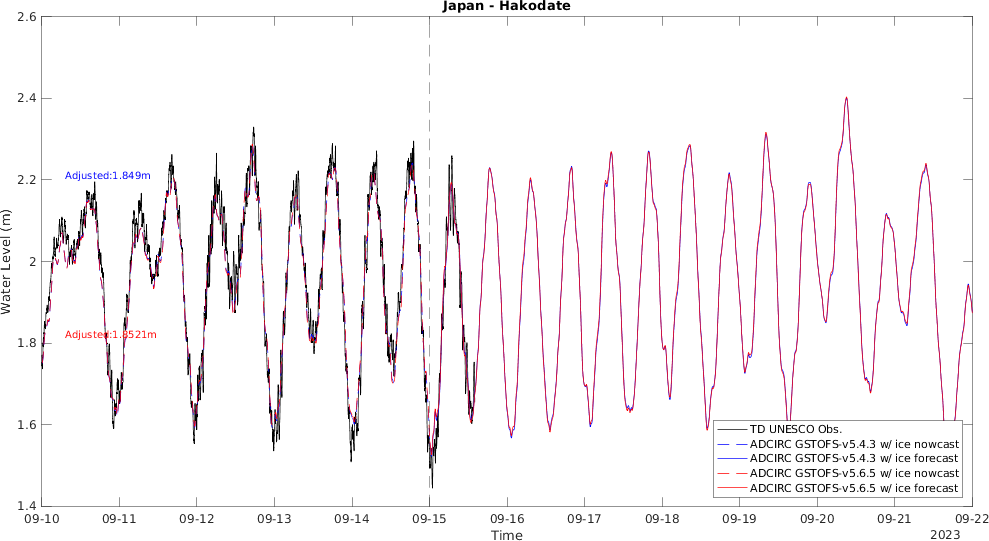 Japan - Hakodate
2.6
2.4
2.2
2
1.8
1.6
1.4
Water Level (m)
Adjusted:1.849m
Adjusted:1.8521m
TD UNESCO Obs.
ADCIRC GSTOFS-v5.4.3 w/ ice nowcast
ADCIRC GSTOFS-v5.4.3 w/ ice forecast
ADCIRC GSTOFS-v5.6.5 w/ ice nowcast
ADCIRC GSTOFS-v5.6.5 w/ ice forecast
09-10 09-11 09-12 09-13 09-14 09-15 09-16 09-17 09-18 09-19 09-20 09-21 09-22
Time
2023